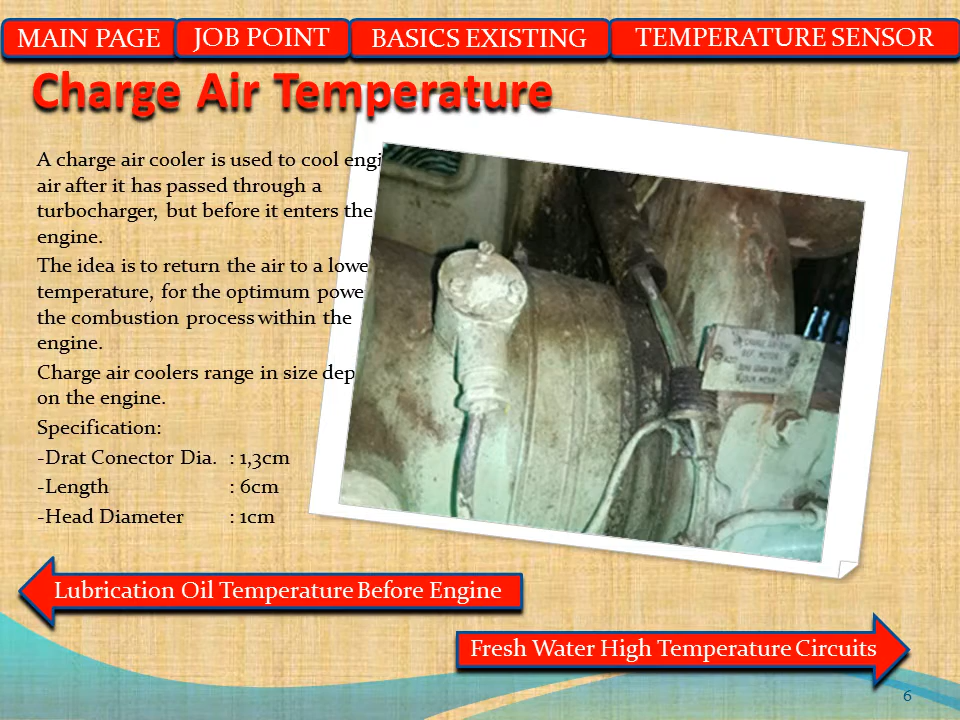 MAIN PAGE
JOB POINT
BASICS EXISTING
TEMPERATURE SENSOR
Charge Air Temperature
A charge air cooler is used to cool engi
air after it has passed through a
turbocharger, but before it enters the
engine.
The idea is to return the air to a lowe
temperature, for the optimum powe
the combustion process within the
engine.
Charge air coolers range in size dep
on the engine.
Specification:
-Drat Conector Dia. : 1,3cm
-Length : 6cm
-Head Diameter : 1cm
CHARGE AIR
Lubrication Oil Temperature Before Engine
Fresh Water High Temperature Circuits
6